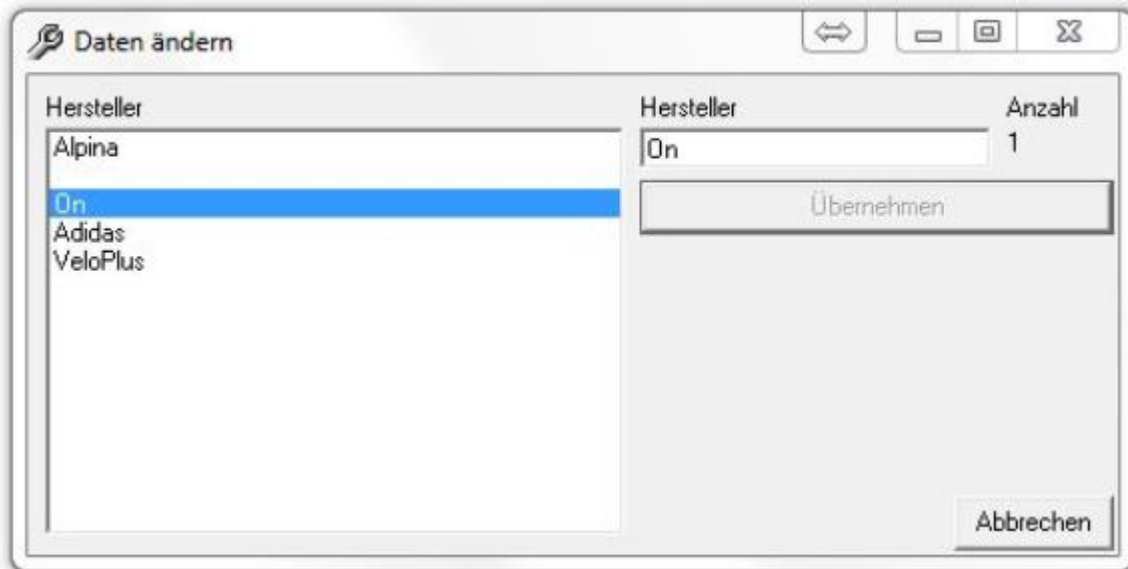 Daten ändern
Hersteller
Alpina
On
Adidas
VeloPlus
Hersteller
Anzahl
On
1
Übernehmen
Abbrechen